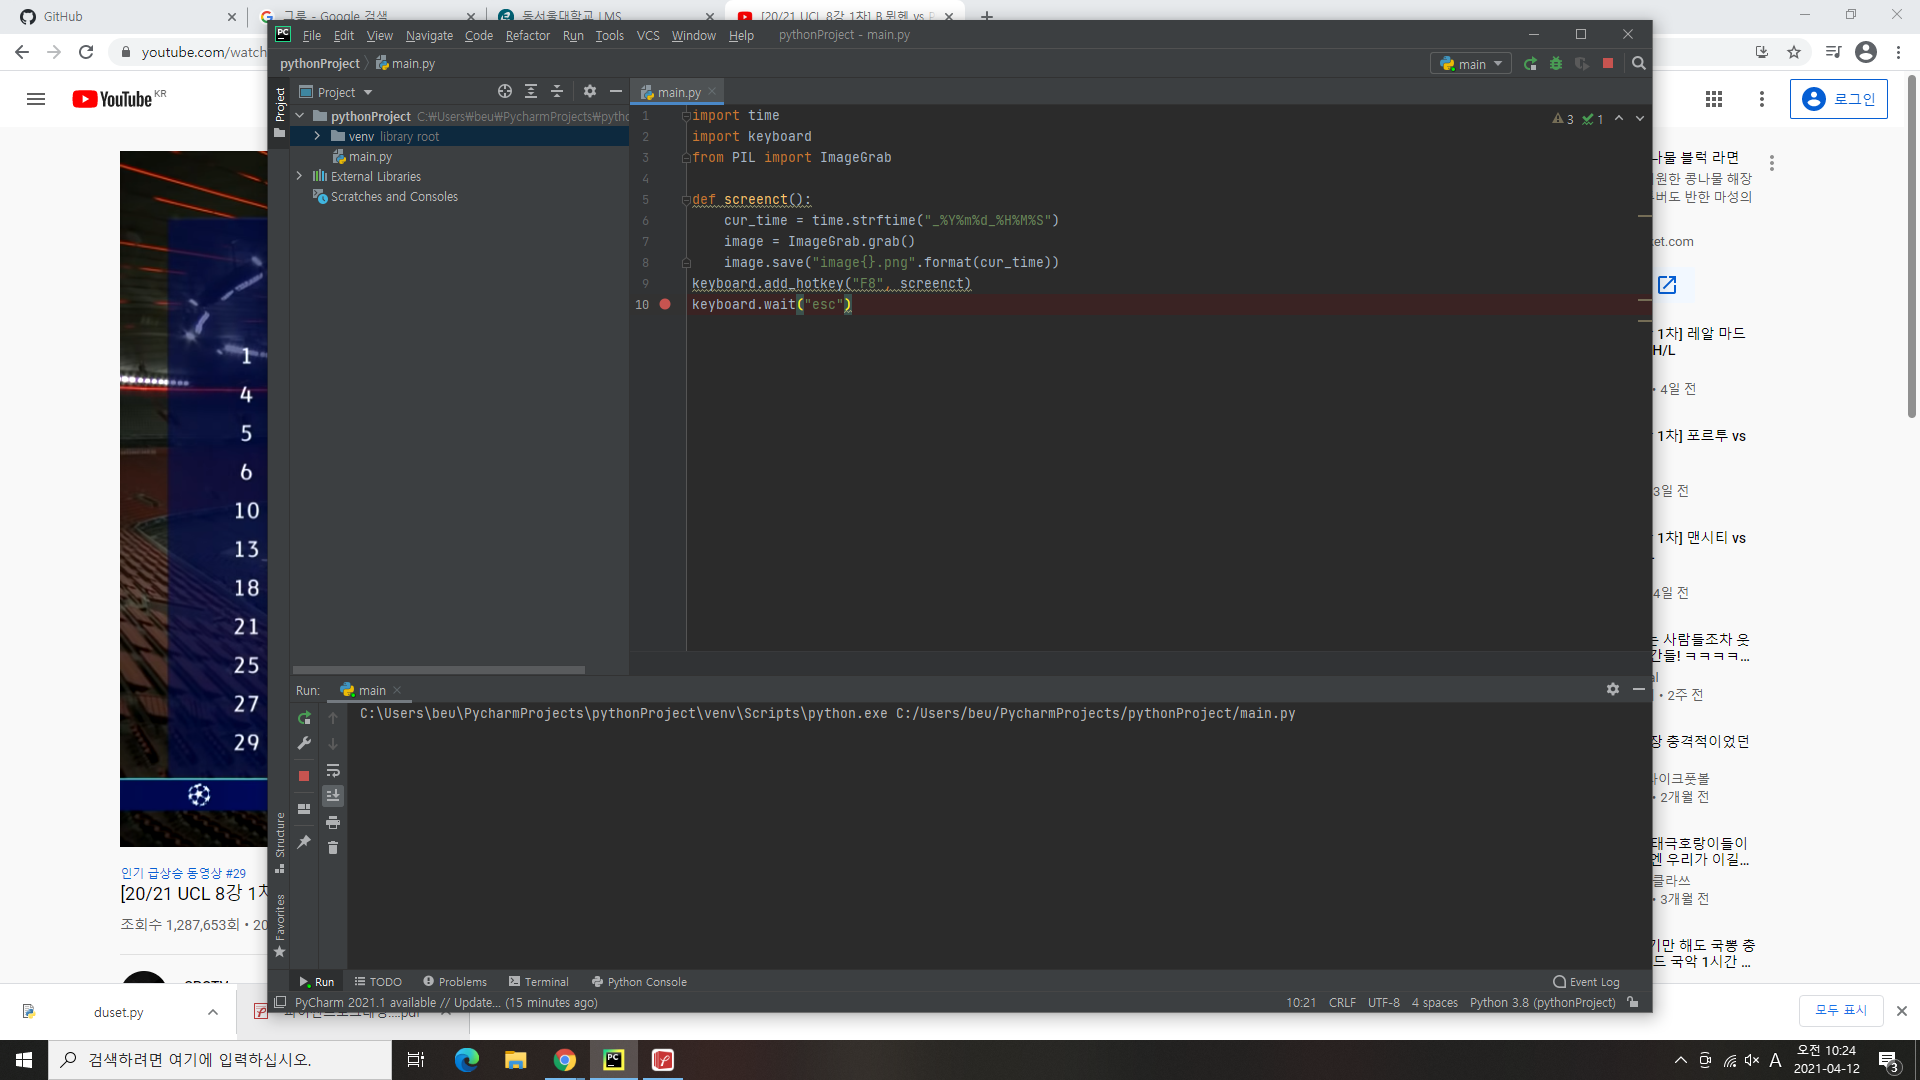 GitHub
그룹 - Google 검색
동서울대학교 LMS
[20/21 UCL 8강 1차] B.뮌헨 vs
youtube.com/watch
File Edit View Navigate Code Refactor Run Tools VCS Window Help pythonProject - main.py
pythonProject main.py
main
YouTube KR
로그인
Project
Project
main.py
pythonProject C:₩Users₩beu₩PycharmProjects₩pytho
venv library root
main.py
External Libraries
Scratches and Consoles
3 1
1 import time
2 import keyboard
3 from PIL import ImageGrab
4
5 def screenct():
6 cur_time = time.strftime("_%Y%m%d_%H%M%S")
7 image = ImageGrab.grab()
8 image.save("image{}.png".format(cur_time))
9 keyboard.add_hotkey("F8", screenct)
10 keyboard.wait("esc")
나물 블럭 라면
원한 콩나물 해장
버도 반한 마성의
ket.com
1차] 레알 마드
H/L
• 4일 전
1차] 포르투 vs
3일 전
1차] 맨시티 vs
4일 전
는 사람들조차 웃
간들! ㅋㅋㅋㅋ...
al
• 2주 전
장 충격적이었던
아이크풋볼
• 2개월 전
태극호랑이들이
엔 우리가 이길...
클라쓰
• 3개월 전
기만 해도 국뽕 충
드 국악 1시간 ...
1
4
5
6
10
13
18
21
25
27
29
인기 급상승 동영상 #29
[20/21 UCL 8강 1차
조회수 1,287,653회 • 20
Run: main
C:\Users\beu\PycharmProjects\pythonProject\venv\Scripts\python.exe C:/Users/beu/PycharmProjects/pythonProject/main.py
Structure
Favorites
Run TODO Problems Terminal Python Console Event Log
PyCharm 2021.1 available // Update... (15 minutes ago) 10:21 CRLF UTF-8 4 spaces Python 3.8 (pythonProject)
duset.py
모두 표시
검색하려면 여기에 입력하십시오.
A
오전 10:24
2021-04-12
3